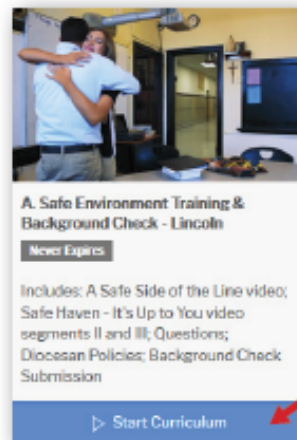 A. Safe Environment Training &
Background Check - Lincoln
Never Expires
Includes: A Safe Side of the Line video;
Safe Haven - It's Up to You video
segments II and III; Questions;
Diocesan Policies; Background Check
Submission
Start Curriculum